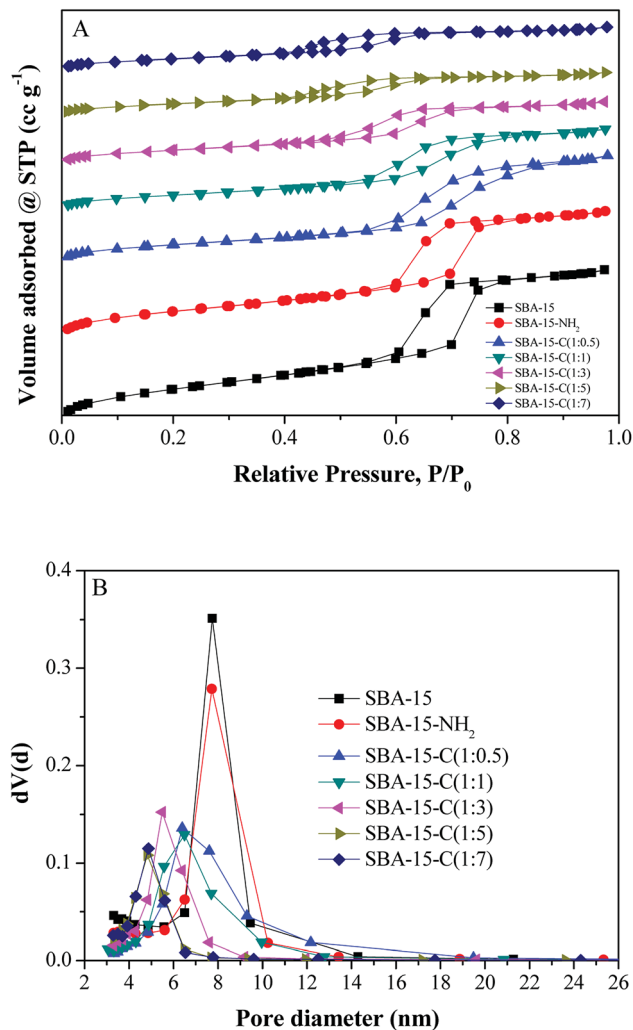 A
Volume adsorbed @ STP (cc g⁻¹)
SBA-15
SBA-15-NH₂
SBA-15-C(1:0.5)
SBA-15-C(1:1)
SBA-15-C(1:3)
SBA-15-C(1:5)
SBA-15-C(1:7)
0.0 0.2 0.4 0.6 0.8 1.0
Relative Pressure, P/P₀
B
0.4
0.3
0.2
0.1
0.0
dV(d)
SBA-15
SBA-15-NH₂
SBA-15-C(1:0.5)
SBA-15-C(1:1)
SBA-15-C(1:3)
SBA-15-C(1:5)
SBA-15-C(1:7)
2 4 6 8 10 12 14 16 18 20 22 24 26
Pore diameter (nm)